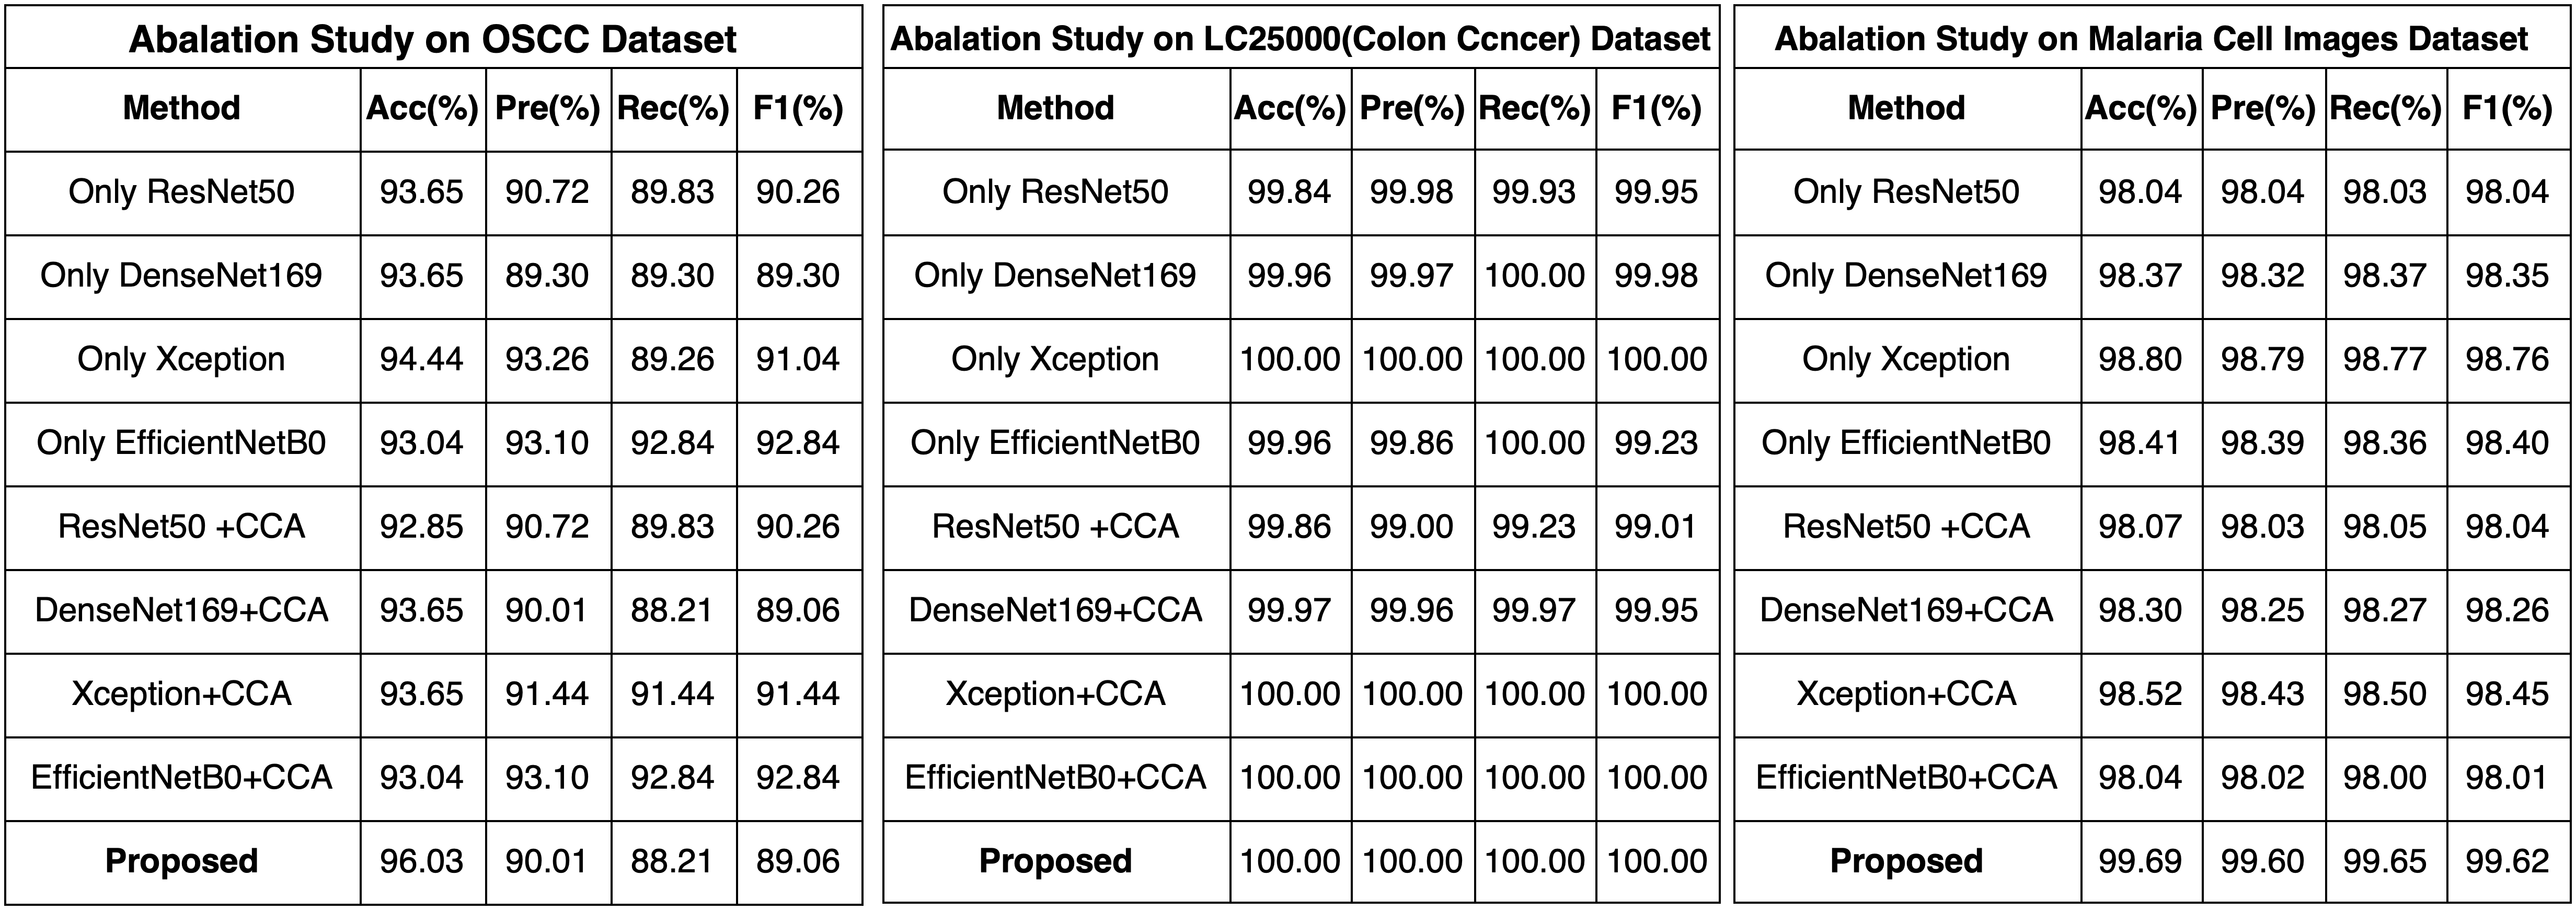 Abalation Study on OSCC Dataset
Method Acc(%) Pre(%) Rec(%) F1(%)
Only ResNet50 93.65 90.72 89.83 90.26
Only DenseNet169 93.65 89.30 89.30 89.30
Only Xception 94.44 93.26 89.26 91.04
Only EfficientNetB0 93.04 93.10 92.84 92.84
ResNet50 +CCA 92.85 90.72 89.83 90.26
DenseNet169+CCA 93.65 90.01 88.21 89.06
Xception+CCA 93.65 91.44 91.44 91.44
EfficientNetB0+CCA 93.04 93.10 92.84 92.84
Proposed 96.03 90.01 88.21 89.06
Abalation Study on LC25000(Colon Ccncer) Dataset
Method Acc(%) Pre(%) Rec(%) F1(%)
Only ResNet50 99.84 99.98 99.93 99.95
Only DenseNet169 99.96 99.97 100.00 99.98
Only Xception 100.00 100.00 100.00 100.00
Only EfficientNetB0 99.96 99.86 100.00 99.23
ResNet50 +CCA 99.86 99.00 99.23 99.01
DenseNet169+CCA 99.97 99.96 99.97 99.95
Xception+CCA 100.00 100.00 100.00 100.00
EfficientNetB0+CCA 100.00 100.00 100.00 100.00
Proposed 100.00 100.00 100.00 100.00
Abalation Study on Malaria Cell Images Dataset
Method Acc(%) Pre(%) Rec(%) F1(%)
Only ResNet50 98.04 98.04 98.03 98.04
Only DenseNet169 98.37 98.32 98.37 98.35
Only Xception 98.80 98.79 98.77 98.76
Only EfficientNetB0 98.41 98.39 98.36 98.40
ResNet50 +CCA 98.07 98.03 98.05 98.04
DenseNet169+CCA 98.30 98.25 98.27 98.26
Xception+CCA 98.52 98.43 98.50 98.45
EfficientNetB0+CCA 98.04 98.02 98.00 98.01
Proposed 99.69 99.60 99.65 99.62